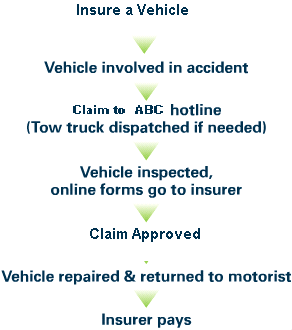 Insure a Vehicle
Vehicle involved in accident
Claim to ABC hotline
(Tow truck dispatched if needed)
Vehicle inspected,
online forms go to insurer
Claim Approved
Vehicle repaired & returned to motorist
Insurer pays